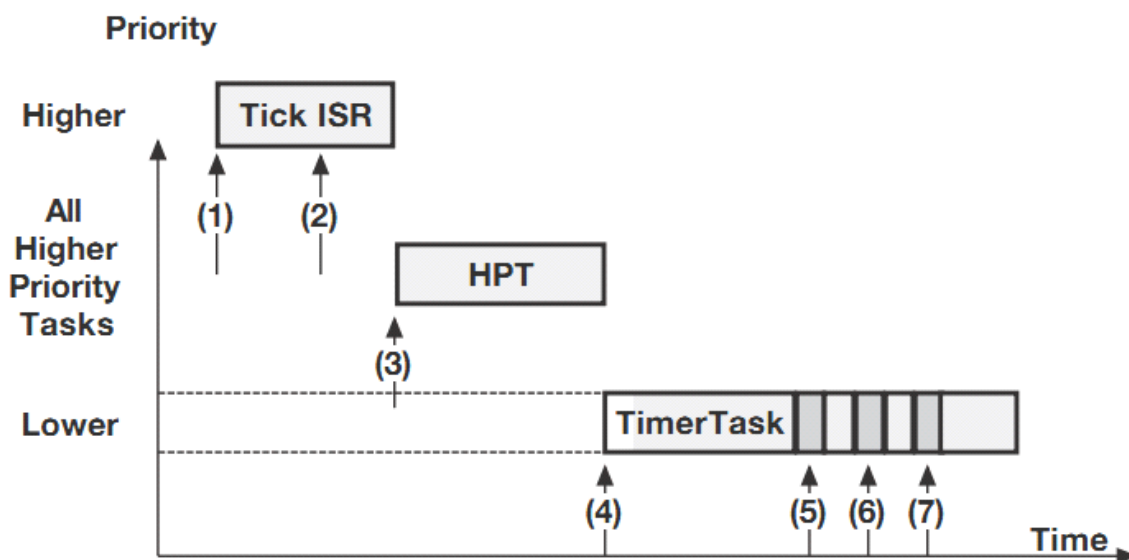 Priority
Higher
Tick ISR
(1)
(2)
All
Higher
Priority
Tasks
HPT
(3)
Lower
TimerTask
(4)
(5)
(6)
(7)
Time